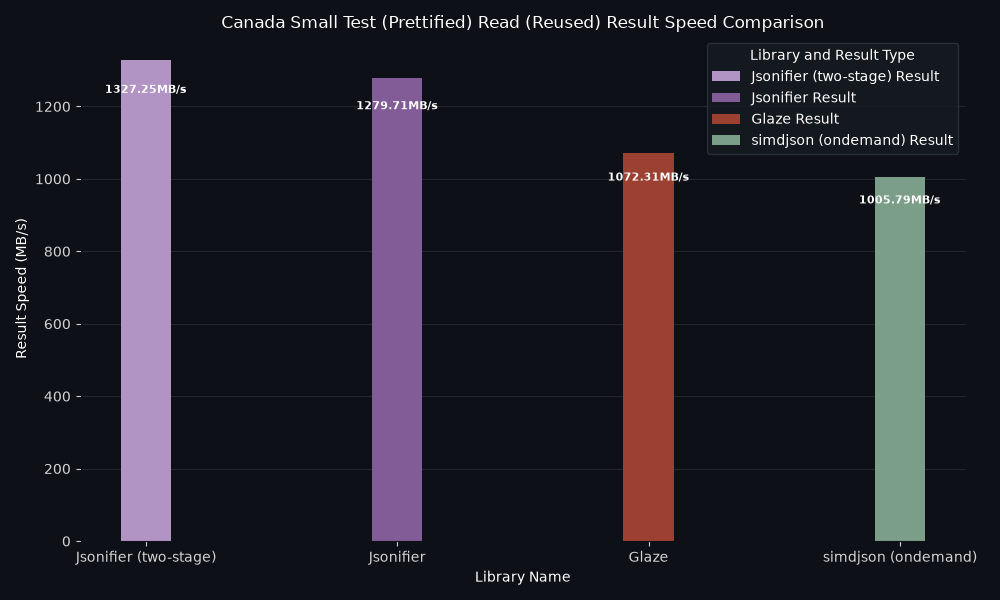 Canada Small Test (Prettified) Read (Reused) Result Speed Comparison
Library and Result Type
Jsonifier (two-stage) Result
Jsonifier Result
Glaze Result
simdjson (ondemand) Result
1327.25MB/s
1279.71MB/s
1072.31MB/s
1005.79MB/s
Result Speed (MB/s)
1200
1000
800
600
400
200
0
Jsonifier (two-stage)
Jsonifier
Glaze
simdjson (ondemand)
Library Name